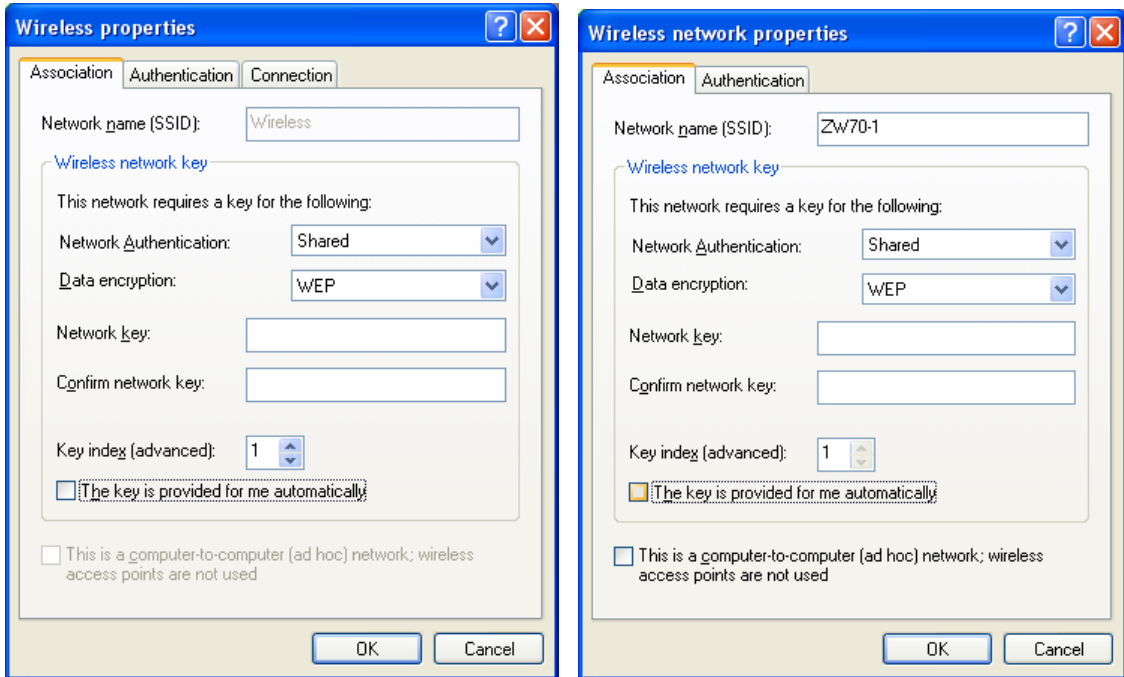 Wireless properties
Association
Authentication
Connection
Network name (SSID):
Wireless
Wireless network key
This network requires a key for the following:
Network Authentication:
Shared
Data encryption:
WEP
Network key:
Confirm network key:
Key index (advanced):
1
The key is provided for me automatically
This is a computer-to-computer (ad hoc) network; wireless
access points are not used
OK
Cancel
Wireless network properties
Association
Authentication
Network name (SSID):
ZW70-1
Wireless network key
This network requires a key for the following:
Network Authentication:
Shared
Data encryption:
WEP
Network key:
Confirm network key:
Key index (advanced):
1
The key is provided for me automatically
This is a computer-to-computer (ad hoc) network; wireless
access points are not used
OK
Cancel